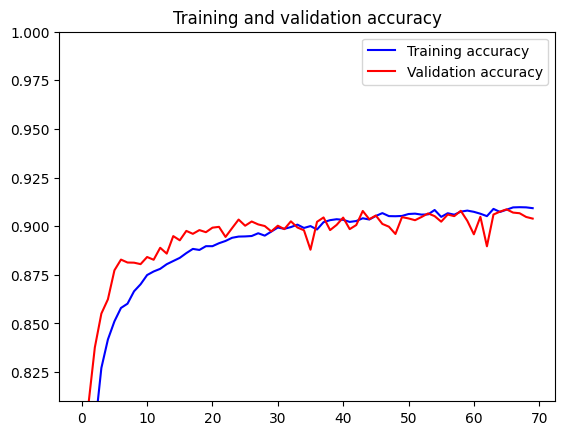 Training and validation accuracy
1.000
0.975
0.950
0.925
0.900
0.875
0.850
0.825
Training accuracy
Validation accuracy
0 10 20 30 40 50 60 70